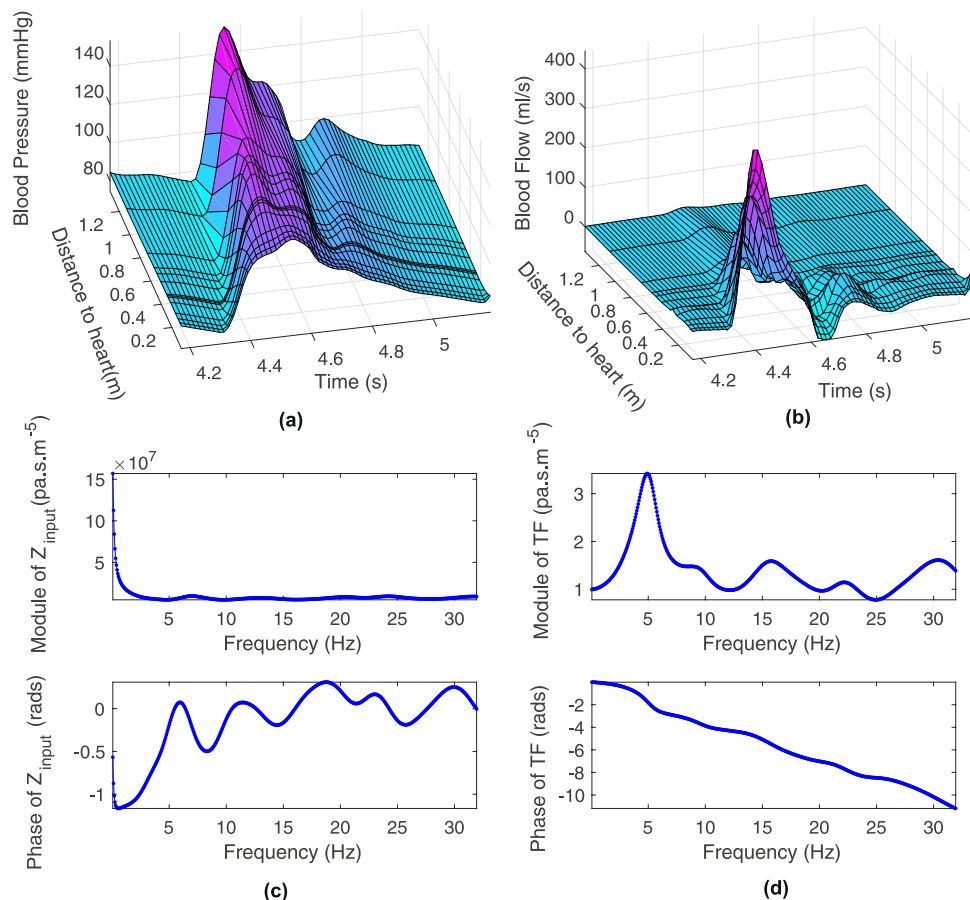 Blood Pressure (mmHg)
140
120
100
80
1.2
1
0.8
0.6
0.4
0.2
Distance to heart(m)
4.2
4.4
4.6
4.8
5
Time (s)
(a)
Blood Flow (ml/s)
400
300
200
100
0
1.2
1
0.8
0.6
0.4
0.2
Distance to heart (m)
4.2
4.4
4.6
4.8
5
Time (s)
(b)
Module of Z_input (pa.s.m^-5)
× 10^7
15
10
5
5 10 15 20 25 30
Frequency (Hz)
Phase of Z_input (rads)
0
-0.5
-1
5 10 15 20 25 30
Frequency (Hz)
(c)
Module of TF (pa.s.m^-5)
3
2
1
5 10 15 20 25 30
Frequency (Hz)
Phase of TF (rads)
-2
-4
-6
-8
-10
5 10 15 20 25 30
Frequency (Hz)
(d)